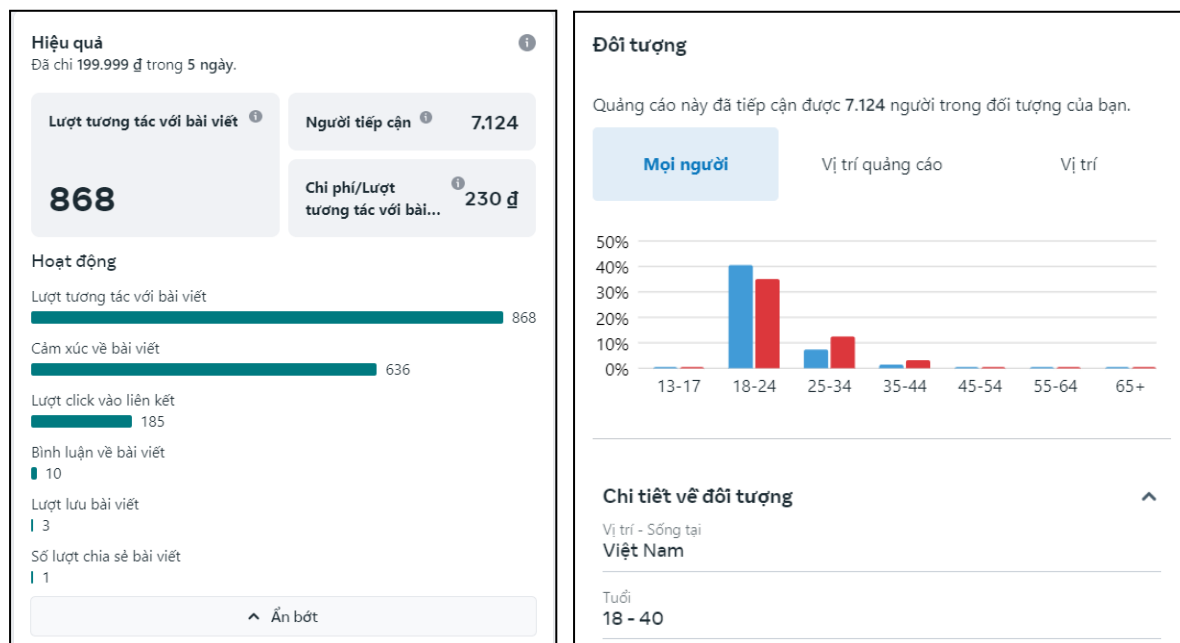 Hiệu quả
Đã chi 199.999 ₫ trong 5 ngày.
Lượt tương tác với bài viết
868
Người tiếp cận
7.124
Chi phí/Lượt
tương tác với bài...
230 ₫
Hoạt động
Lượt tương tác với bài viết
868
Cảm xúc về bài viết
636
Lượt click vào liên kết
185
Bình luận về bài viết
10
Lượt lưu bài viết
3
Số lượt chia sẻ bài viết
1
Ẩn bớt
Đối tượng
Quảng cáo này đã tiếp cận được 7.124 người trong đối tượng của bạn.
Mọi người
Vị trí quảng cáo
Vị trí
50%
40%
30%
20%
10%
0%
13-17 18-24 25-34 35-44 45-54 55-64 65+
Chi tiết về đối tượng
Vị trí - Sống tại
Việt Nam
Tuổi
18 - 40